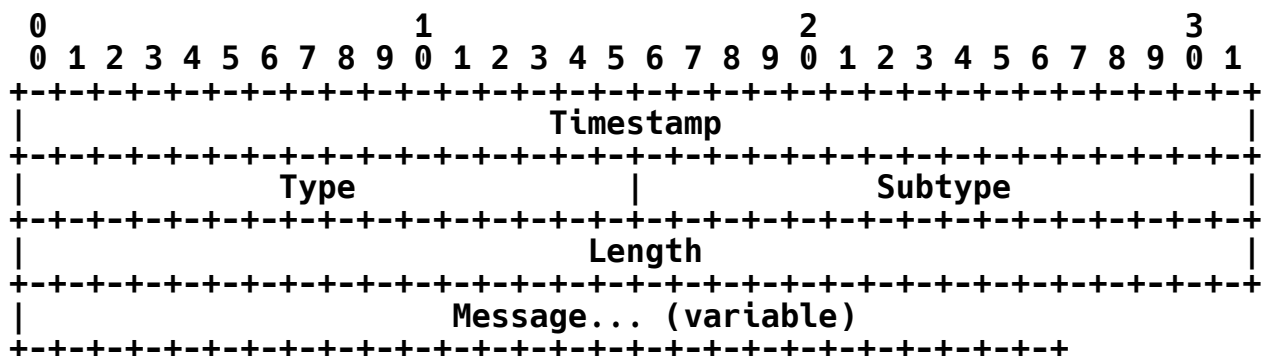 0                   1                   2                   3
 0 1 2 3 4 5 6 7 8 9 0 1 2 3 4 5 6 7 8 9 0 1 2 3 4 5 6 7 8 9 0 1
+-+-+-+-+-+-+-+-+-+-+-+-+-+-+-+-+-+-+-+-+-+-+-+-+-+-+-+-+-+-+-+-+
|                           Timestamp                           |
+-+-+-+-+-+-+-+-+-+-+-+-+-+-+-+-+-+-+-+-+-+-+-+-+-+-+-+-+-+-+-+-+
|             Type              |            Subtype            |
+-+-+-+-+-+-+-+-+-+-+-+-+-+-+-+-+-+-+-+-+-+-+-+-+-+-+-+-+-+-+-+-+
|                             Length                            |
+-+-+-+-+-+-+-+-+-+-+-+-+-+-+-+-+-+-+-+-+-+-+-+-+-+-+-+-+-+-+-+-+
|                      Message... (variable)
+-+-+-+-+-+-+-+-+-+-+-+-+-+-+-+-+-+-+-+-+-+-+-+-+-+-+-+